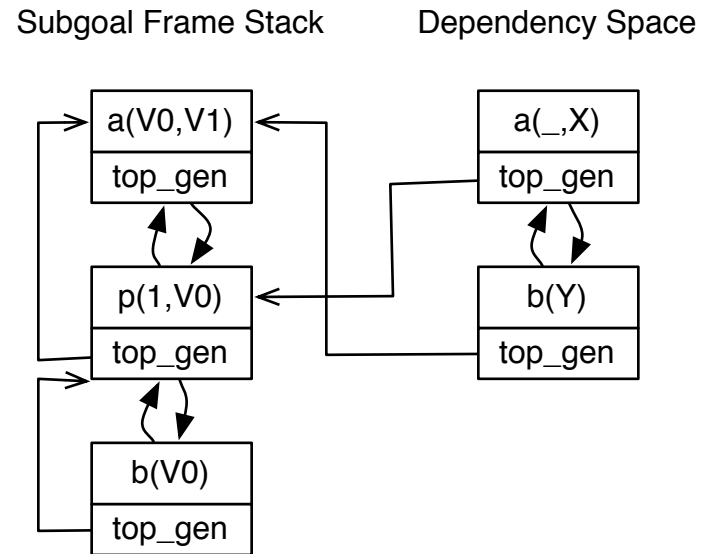 Subgoal Frame Stack
Dependency Space
a(V0,V1)
top_gen
p(1,V0)
top_gen
b(V0)
top_gen
a(_,X)
top_gen
b(Y)
top_gen